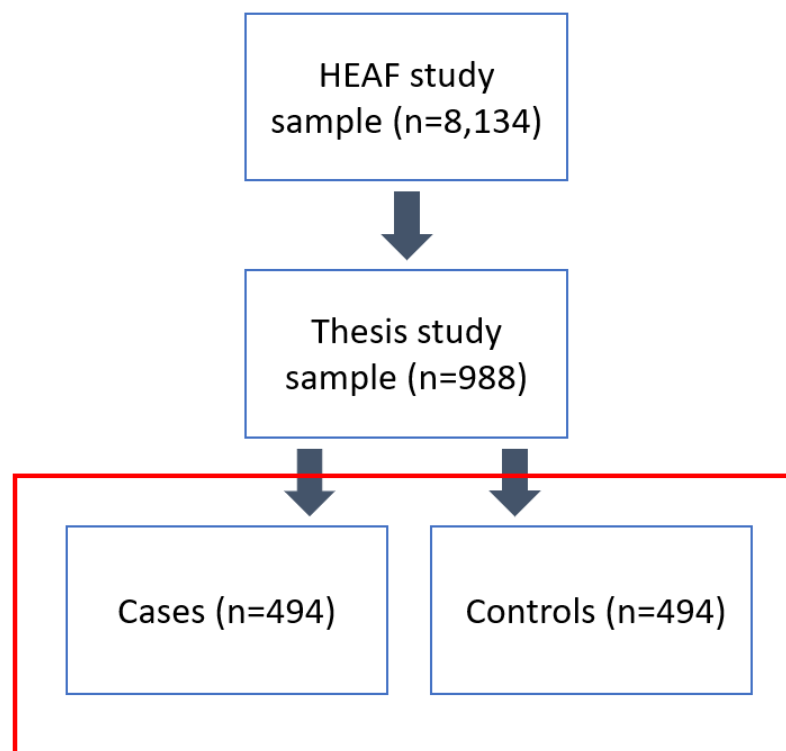 HEAF study
sample (n=8,134)
Thesis study
sample (n=988)
Cases (n=494)
Controls (n=494)